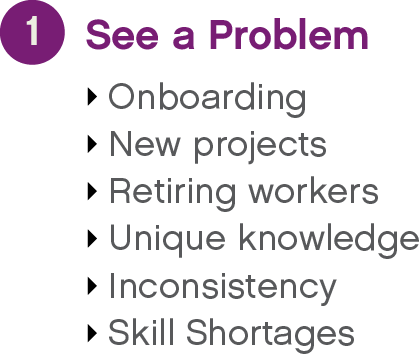 1 See a Problem
Onboarding
New projects
Retiring workers
Unique knowledge
Inconsistency
Skill Shortages